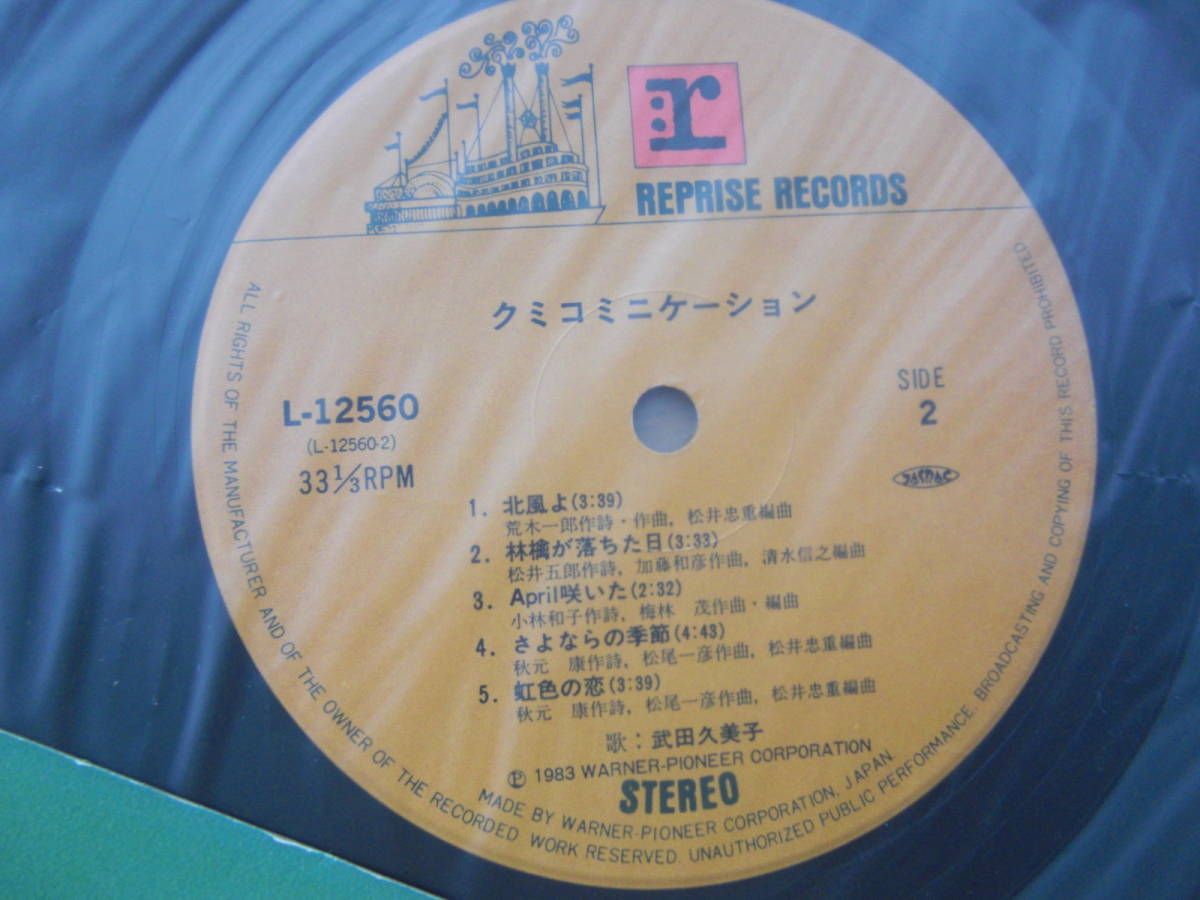 r
REPRISE RECORDS
クミコミニケーション
L-12560
(L-12560-2)
33 1/3 RPM
SIDE
2
JASRAC
1. 北風よ(3:39)
荒木一郎作詩・作曲, 松井忠重編曲
2. 林檎が落ちた日(3:33)
松井五郎作詩, 加藤和彦作曲, 清水信之編曲
3. April咲いた(2:32)
小林和子作詩, 梅林 茂作曲・編曲
4. さよならの季節(4:43)
秋元 康作詩, 松尾一彦作曲, 松井忠重編曲
5. 虹色の恋(3:39)
秋元 康作詩, 松尾一彦作曲, 松井忠重編曲
歌：武田久美子
Ⓟ 1983 WARNER-PIONEER CORPORATION
STEREO
MADE BY WARNER-PIONEER CORPORATION, JAPAN
ALL RIGHTS OF THE MANUFACTURER AND OF THE OWNER OF THE RECORDED WORK RESERVED. UNAUTHORIZED PUBLIC PERFORMANCE, BROADCASTING AND COPYING OF THIS RECORD PROHIBITED